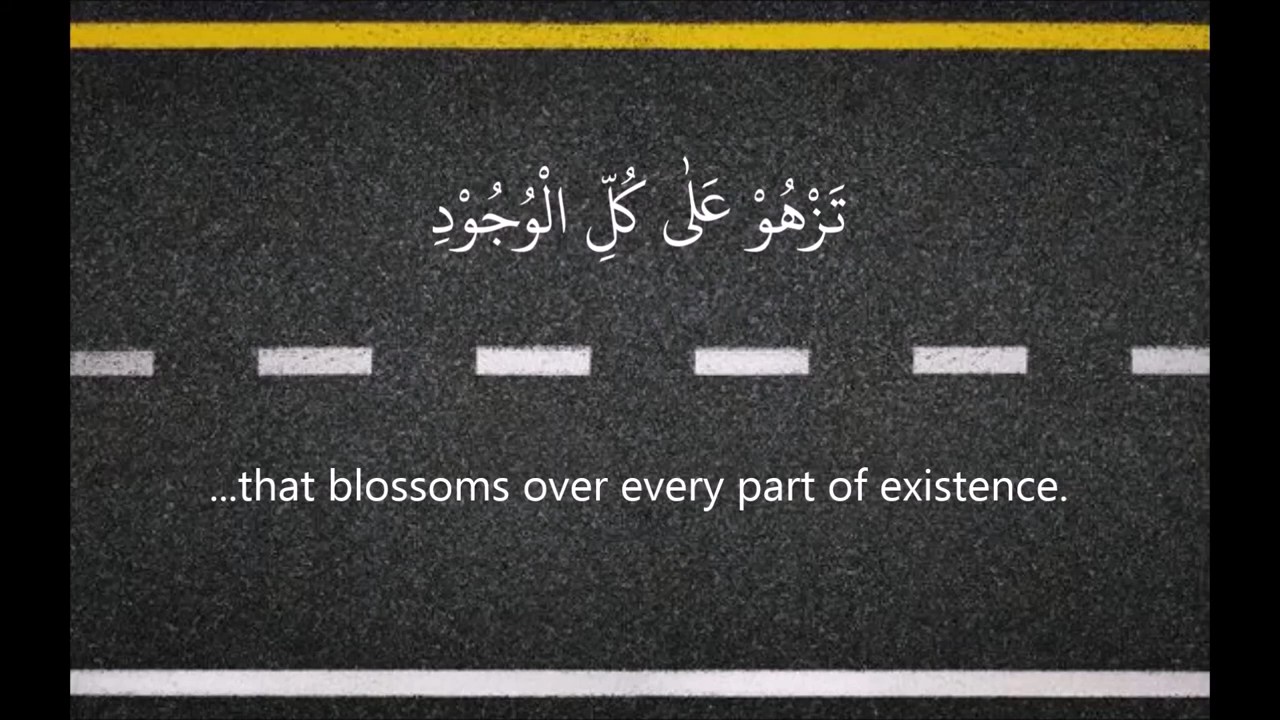 تَزْهُوْ عَلٰى كُلِّ الْوُجُوْدِ
...that blossoms over every part of existence.